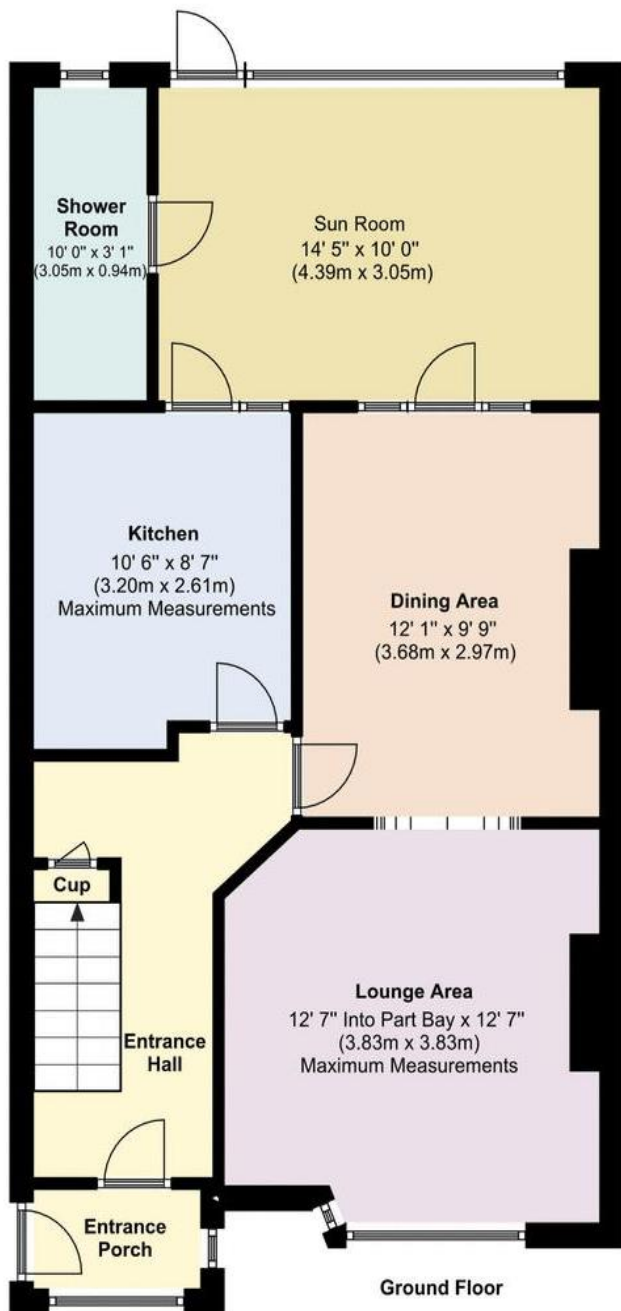 Shower
Room
10' 0" x 3' 1"
(3.05m x 0.94m)
Sun Room
14' 5" x 10' 0"
(4.39m x 3.05m)
Kitchen
10' 6" x 8' 7"
(3.20m x 2.61m)
Maximum Measurements
Dining Area
12' 1" x 9' 9"
(3.68m x 2.97m)
Cup
Entrance
Hall
Lounge Area
12' 7" Into Part Bay x 12' 7"
(3.83m x 3.83m)
Maximum Measurements
Entrance
Porch
Ground Floor